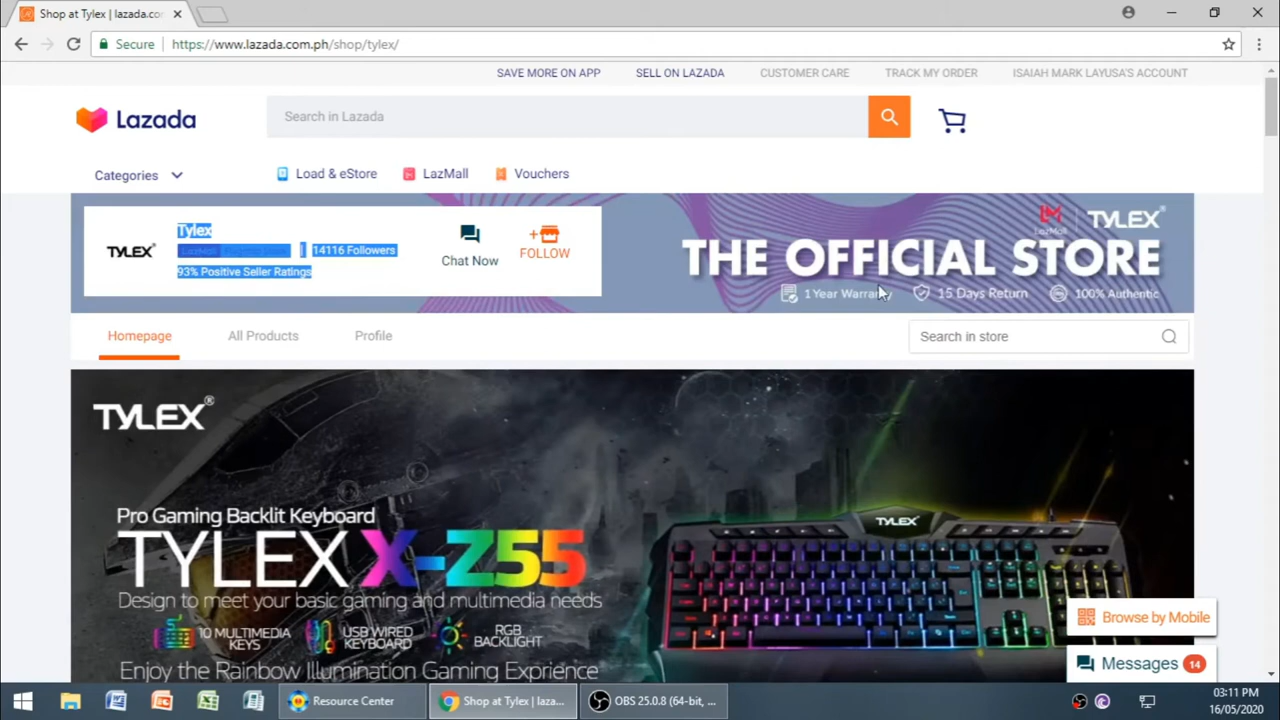 Shop at Tylex | lazada.co
Secure
https://www.lazada.com.ph/shop/tylex/
SAVE MORE ON APP
SELL ON LAZADA
CUSTOMER CARE
TRACK MY ORDER
ISAIAH MARK LAYUSA'S ACCOUNT
Lazada
Search in Lazada
Categories
Load & eStore
LazMall
Vouchers
TYLEX
Tylex
LazMall Flagship Store | 14116 Followers
93% Positive Seller Ratings
Chat Now
+ FOLLOW
LM LazMall | TYLEX®
THE OFFICIAL STORE
1 Year Warranty
15 Days Return
100% Authentic
Homepage
All Products
Profile
Search in store
TYLEX®
Pro Gaming Backlit Keyboard
TYLEX X-Z55
Design to meet your basic gaming and multimedia needs
10 MULTIMEDIA KEYS
USB WIRED KEYBOARD
RGB BACKLIGHT
Enjoy the Rainbow Illumination Gaming Exprience
TYLEX
Browse by Mobile
Messages 14
Resource Center
Shop at Tylex | laza...
OBS 25.0.8 (64-bit, ...
03:11 PM
16/05/2020